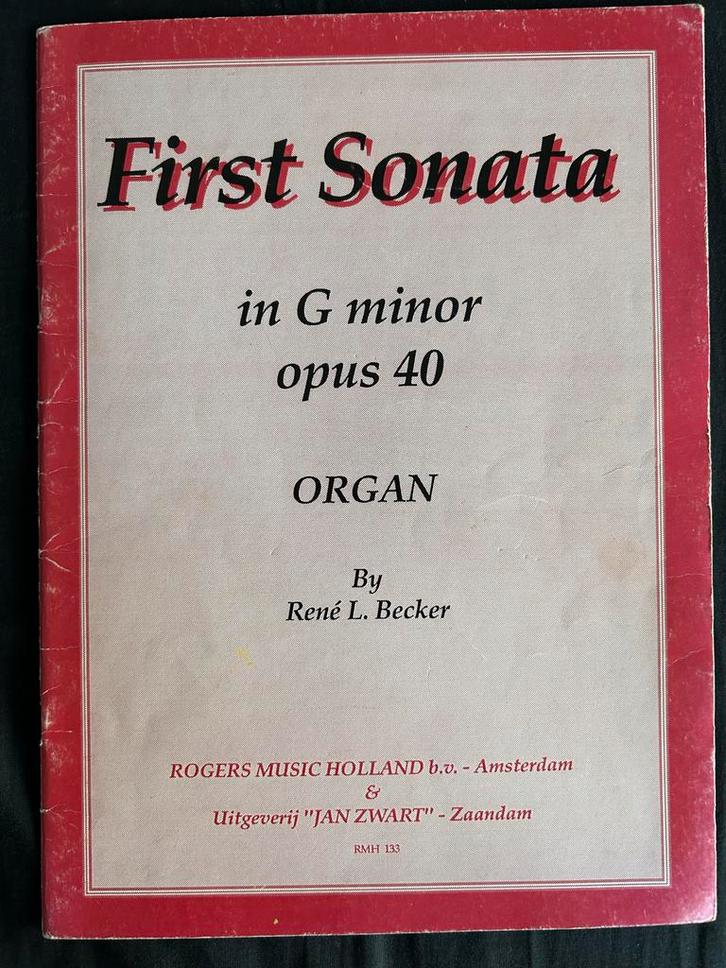 First Sonata
in G minor
opus 40
ORGAN
By
René L. Becker
ROGERS MUSIC HOLLAND b.v. - Amsterdam
&
Uitgeverij "JAN ZWART" - Zaandam
RMH 133